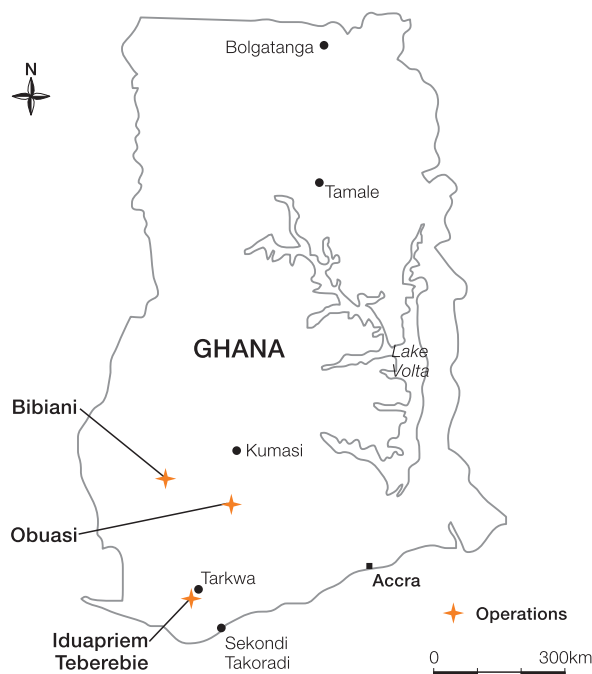 Bolgatanga
N
Tamale
GHANA
Lake
Volta
Bibiani
Kumasi
Obuasi
Tarkwa
Accra
Iduapriem
Teberebie
Sekondi
Takoradi
Operations
0 300km